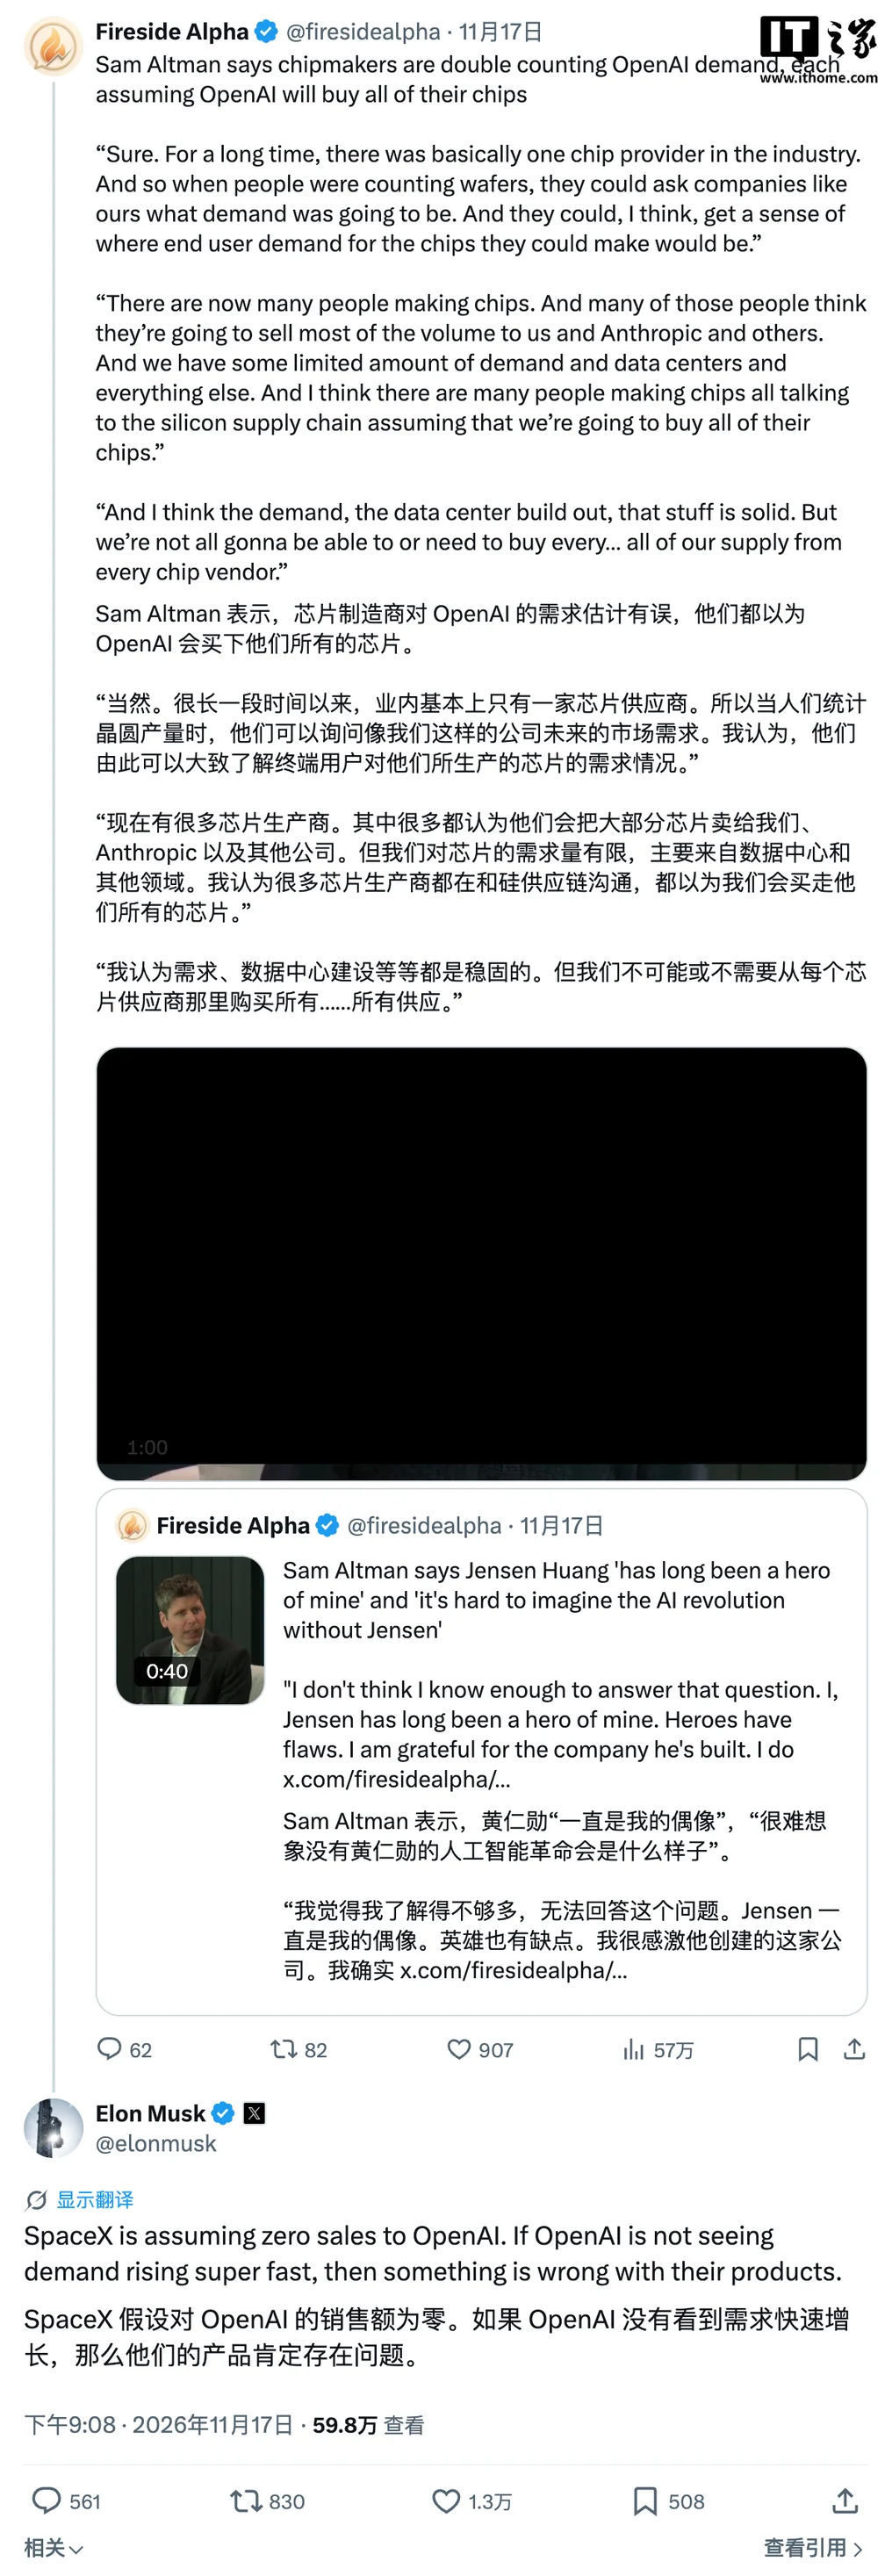 Fireside Alpha @firesidealpha · 11月17日
IT之家
www.ithome.com
Sam Altman says chipmakers are double counting OpenAI demand, each
assuming OpenAI will buy all of their chips
“Sure. For a long time, there was basically one chip provider in the industry.
And so when people were counting wafers, they could ask companies like
ours what demand was going to be. And they could, I think, get a sense of
where end user demand for the chips they could make would be.”
“There are now many people making chips. And many of those people think
they’re going to sell most of the volume to us and Anthropic and others.
And we have some limited amount of demand and data centers and
everything else. And I think there are many people making chips all talking
to the silicon supply chain assuming that we’re going to buy all of their
chips.”
“And I think the demand, the data center build out, that stuff is solid. But
we’re not all gonna be able to or need to buy every... all of our supply from
every chip vendor.”
Sam Altman 表示，芯片制造商对 OpenAI 的需求估计有误，他们都以为
OpenAI 会买下他们所有的芯片。
“当然。很长一段时间以来，业内基本上只有一家芯片供应商。所以当人们统计
晶圆产量时，他们可以询问像我们这样的公司未来的市场需求。我认为，他们
由此可以大致了解终端用户对他们所生产的芯片的需求情况。”
“现在有很多芯片生产商。其中很多都认为他们会把大部分芯片卖给我们、
Anthropic 以及其他公司。但我们对芯片的需求量有限，主要来自数据中心和
其他领域。我认为很多芯片生产商都在和硅供应链沟通，都以为我们会买走他
们所有的芯片。”
“我认为需求、数据中心建设等等都是稳固的。但我们不可能或不需要从每个芯
片供应商那里购买所有……所有供应。”
1:00
Fireside Alpha @firesidealpha · 11月17日
Sam Altman says Jensen Huang 'has long been a hero
of mine' and 'it's hard to imagine the AI revolution
without Jensen'
0:40
"I don't think I know enough to answer that question. I,
Jensen has long been a hero of mine. Heroes have
flaws. I am grateful for the company he's built. I do
x.com/firesidealpha/...
Sam Altman 表示，黄仁勋“一直是我的偶像”，“很难想
象没有黄仁勋的人工智能革命会是什么样子”。
“我觉得我了解得不够多，无法回答这个问题。Jensen 一
直是我的偶像。英雄也有缺点。我很感激他创建的这家公
司。我确实 x.com/firesidealpha/...
62 82 907 57万
Elon Musk
@elonmusk
显示翻译
SpaceX is assuming zero sales to OpenAI. If OpenAI is not seeing
demand rising super fast, then something is wrong with their products.
SpaceX 假设对 OpenAI 的销售额为零。如果 OpenAI 没有看到需求快速增
长，那么他们的产品肯定存在问题。
下午9:08 · 2026年11月17日 · 59.8万 查看
561 830 1.3万 508
相关 查看引用